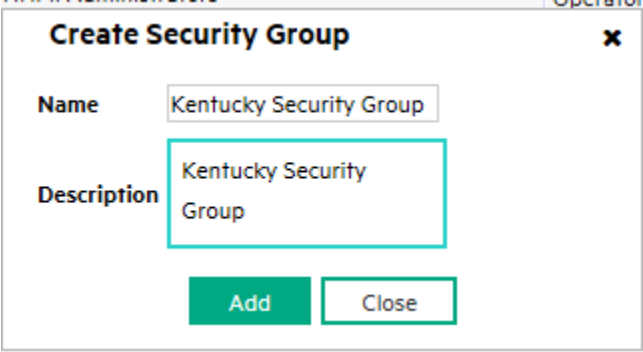 Create Security Group
Name
Kentucky Security Group
Description
Kentucky Security
Group
Add
Close